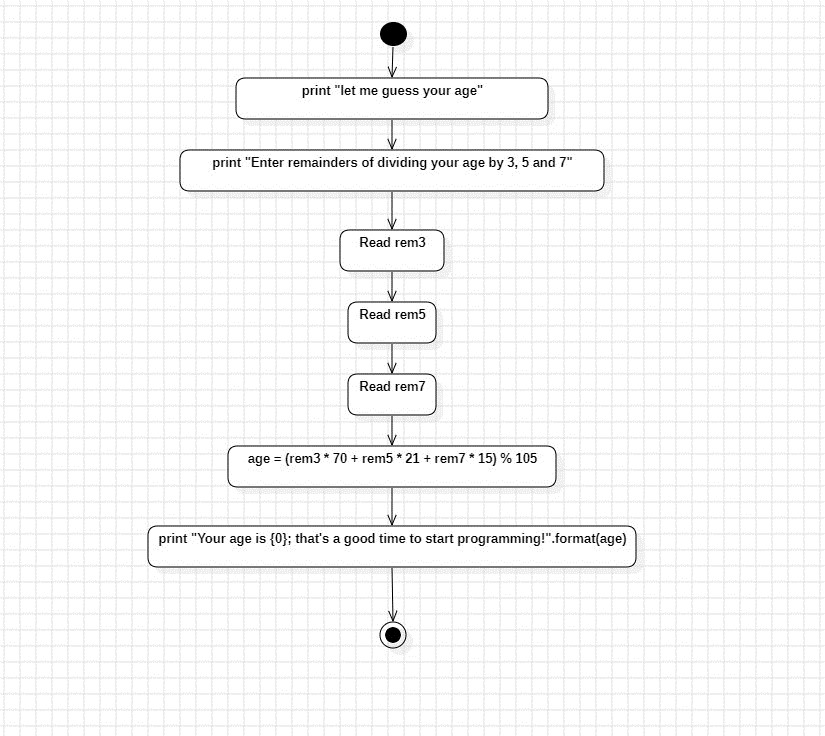 print "let me guess your age"
print "Enter remainders of dividing your age by 3, 5 and 7"
Read rem3
Read rem5
Read rem7
age = (rem3 * 70 + rem5 * 21 + rem7 * 15) % 105
print "Your age is {0}; that's a good time to start programming!".format(age)